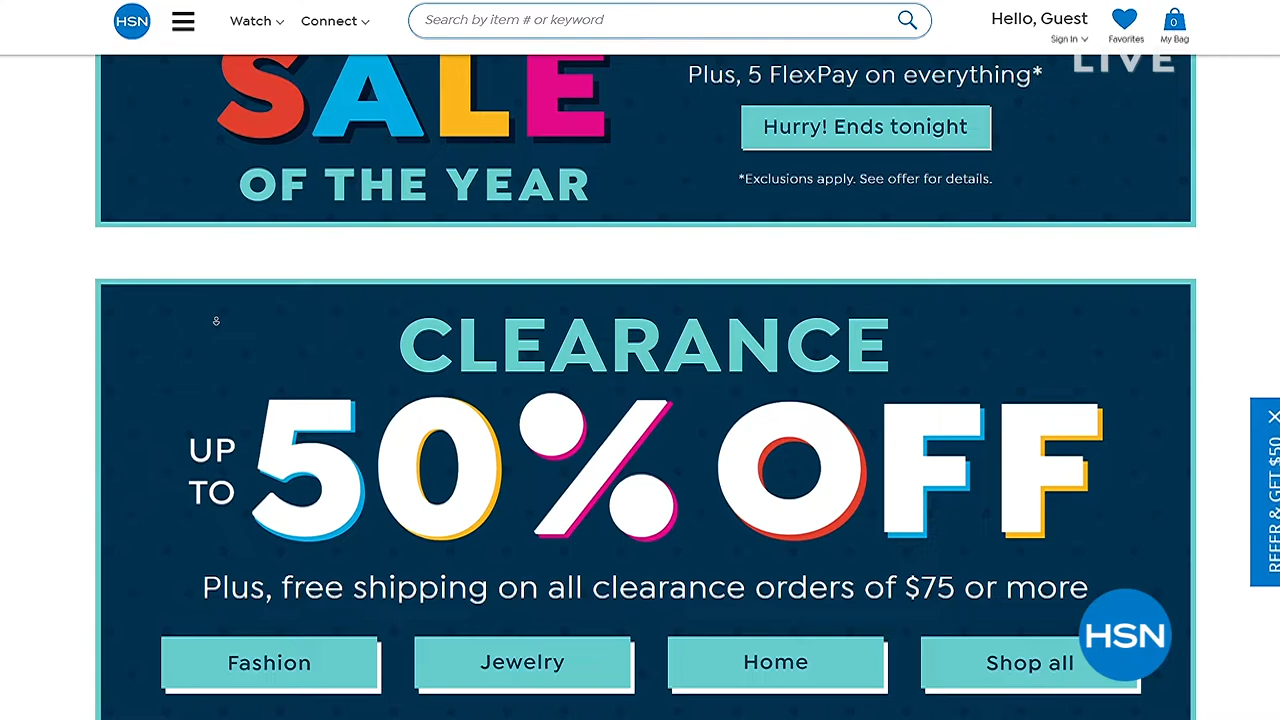 HSN
Watch
Connect
Search by item # or keyword
Hello, Guest
Sign In
Favorites
0
My Bag
LIVE
SALE
OF THE YEAR
Plus, 5 FlexPay on everything*
Hurry! Ends tonight
*Exclusions apply. See offer for details.
CLEARANCE
UP TO
50% OFF
Plus, free shipping on all clearance orders of $75 or more
Fashion
Jewelry
Home
Shop all
HSN
REFER & GET $50